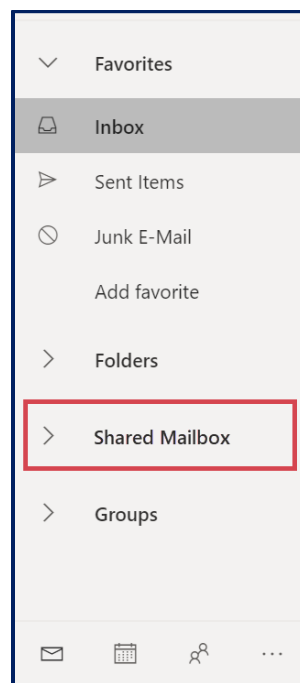 Favorites
Inbox
Sent Items
Junk E-Mail
Add favorite
Folders
Shared Mailbox
Groups